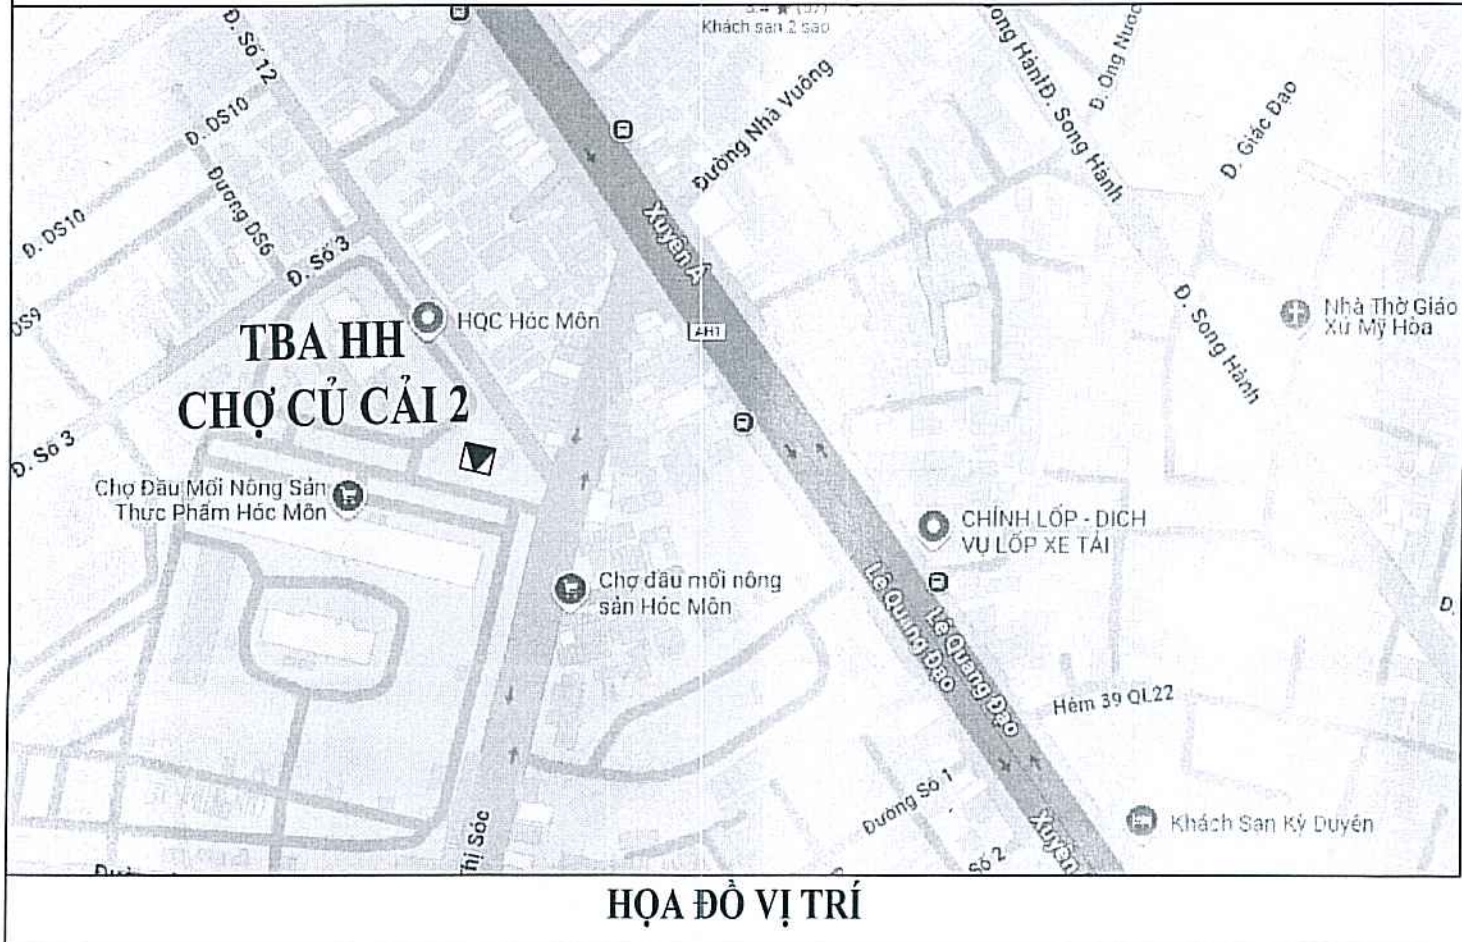 Khách sạn 2 sao
Đ. Số 12
Đ. DS10
Đường DS6
Đ. DS10
Đ. Số 3
DS9
Đ. Số 3
HQC Hóc Môn
TBA HH
CHỢ CỦ CẢI 2
Chợ Đầu Mối Nông Sản
Thực Phẩm Hóc Môn
Chợ đầu mối nông
sản Hóc Môn
Đường Nhà Vuông
Xuyên Á
AH1
Song Hành
Đ. Song Hành
Đ. Giác Đạo
Đ. Song Hành
Nhà Thờ Giáo
Xứ Mỹ Hòa
CHÍNH LỐP - DỊCH
VỤ LỐP XE TẢI
Lê Quang Đạo
Lê Quang Đạo
Hẻm 39 QL22
Đường Số 1
Số 2
Xuyên
Khách Sạn Kỳ Duyên
Thị Sóc
Đ.
HỌA ĐỒ VỊ TRÍ